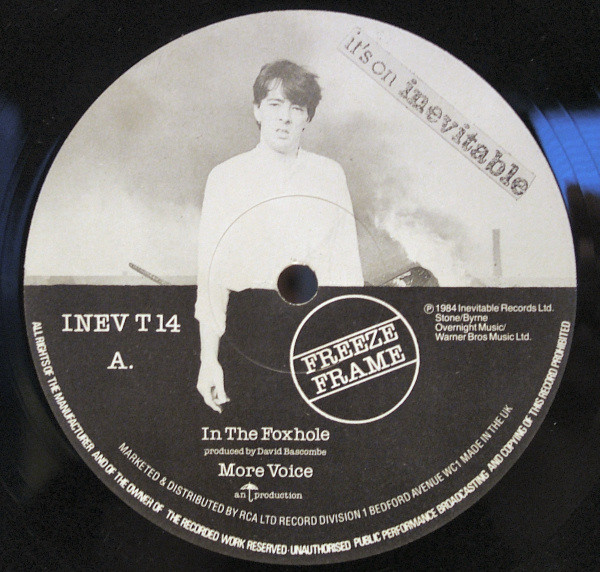 it's on inevitable
INEV T 14
A.
℗ 1984 Inevitable Records Ltd.
Stone/Byrne
Overnight Music/
Warner Bros Music Ltd.
FREEZE
FRAME
In The Foxhole
produced by David Bascombe
More Voice
an production
MARKETED & DISTRIBUTED BY RCA LTD RECORD DIVISION 1 BEDFORD AVENUE WC1 MADE IN THE UK
ALL RIGHTS OF THE MANUFACTURER AND OF THE OWNER OF THE RECORDED WORK RESERVED · UNAUTHORISED PUBLIC PERFORMANCE BROADCASTING AND COPYING OF THIS RECORD PROHIBITED